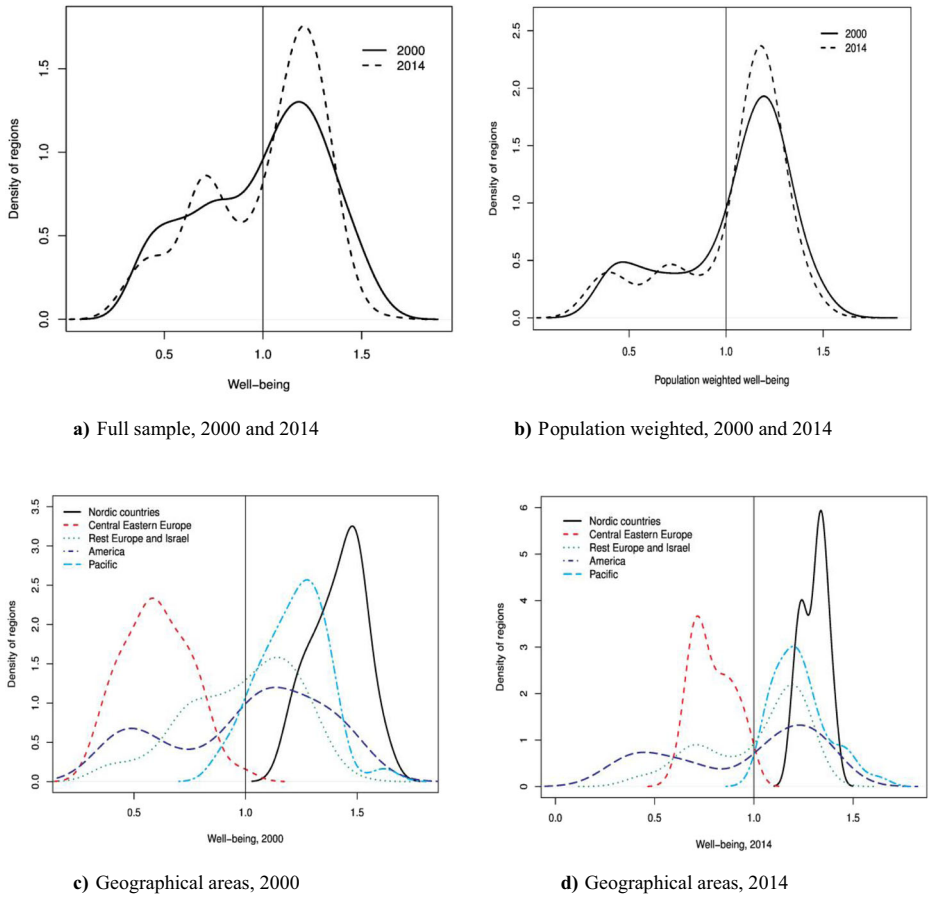 Density of regions
1.5
1.0
0.5
0.0
2000
2014
0.5
1.0
1.5
Well-being
a) Full sample, 2000 and 2014
Density of regions
2.5
2.0
1.5
1.0
0.5
0.0
2000
2014
0.5
1.0
1.5
Population weighted well-being
b) Population weighted, 2000 and 2014
Density of regions
3.5
3.0
2.5
2.0
1.5
1.0
0.5
0.0
Nordic countries
Central Eastern Europe
Rest Europe and Israel
America
Pacific
0.5
1.0
1.5
Well-being, 2000
c) Geographical areas, 2000
Density of regions
6
5
4
3
2
1
0
Nordic countries
Central Eastern Europe
Rest Europe and Israel
America
Pacific
0.0
0.5
1.0
1.5
Well-being, 2014
d) Geographical areas, 2014